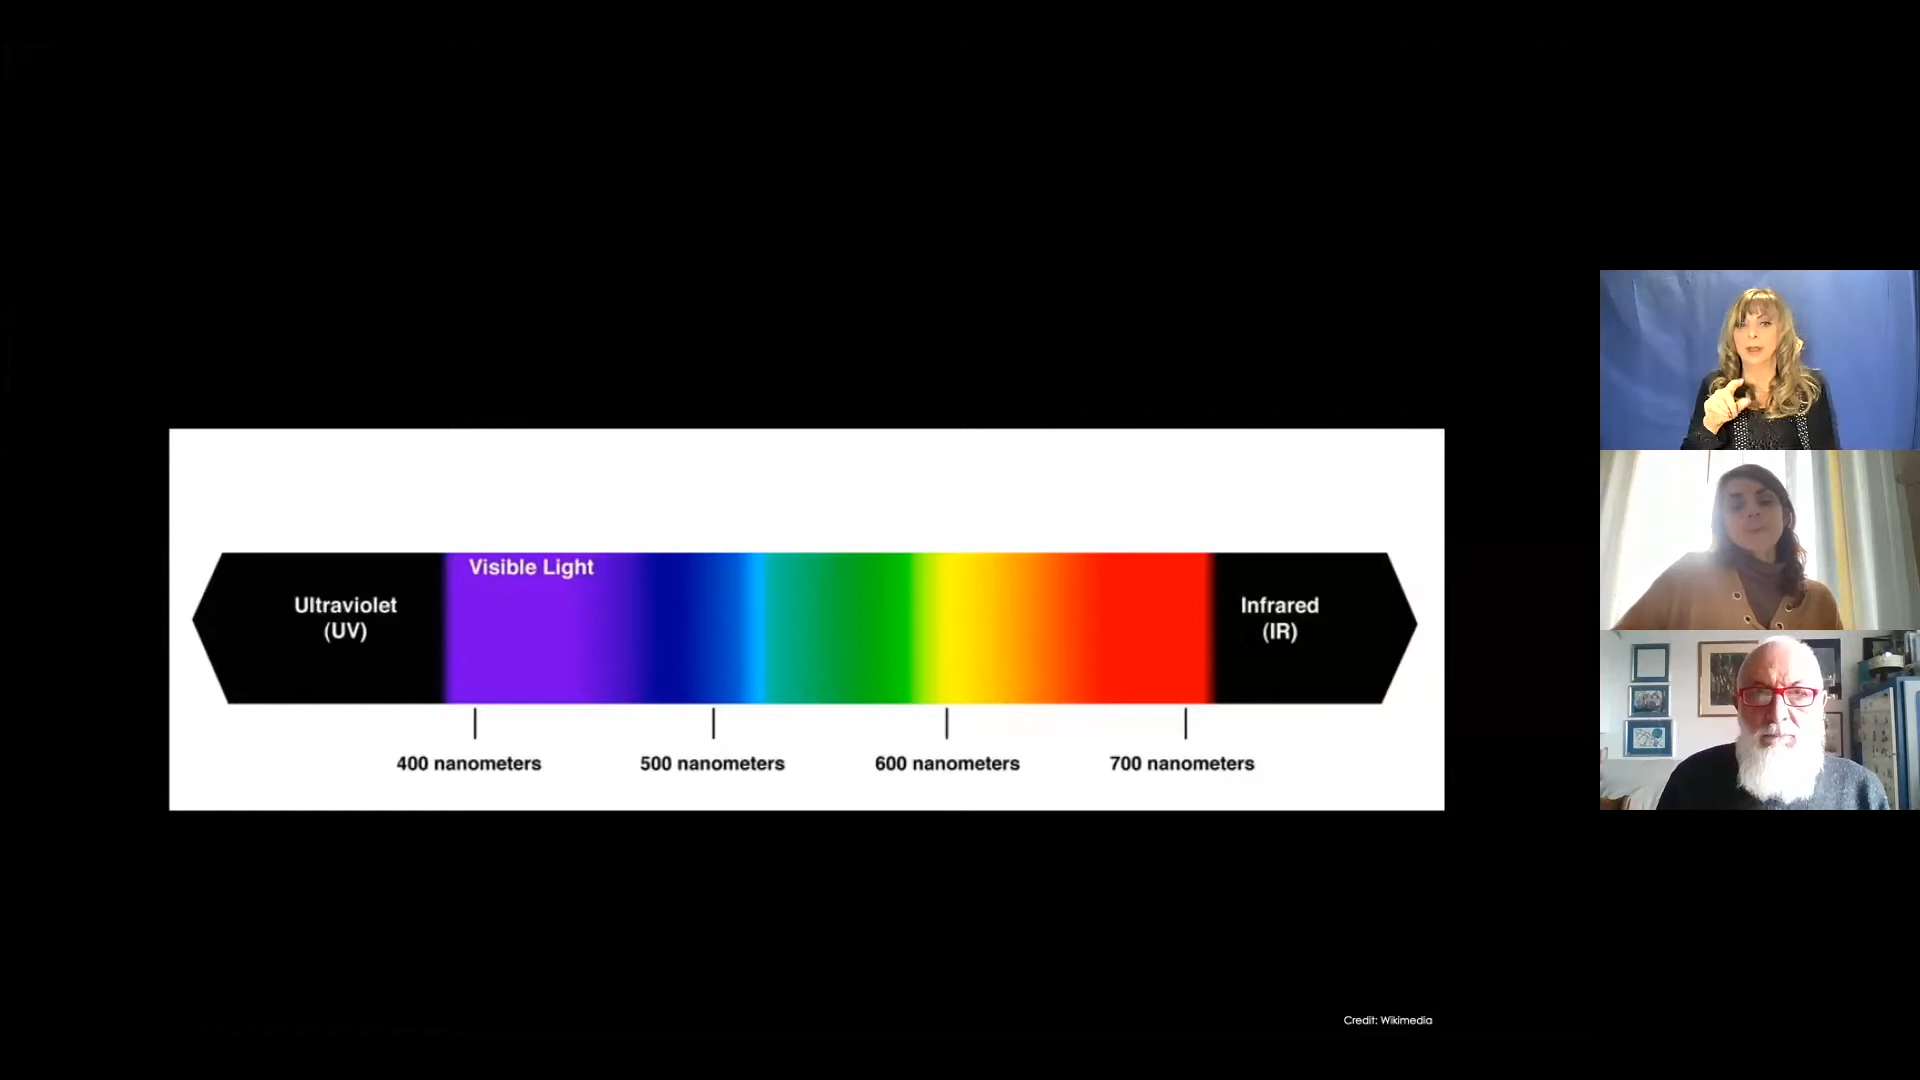 Visible Light
Ultraviolet
(UV)
Infrared
(IR)
400 nanometers
500 nanometers
600 nanometers
700 nanometers
Credit: Wikimedia